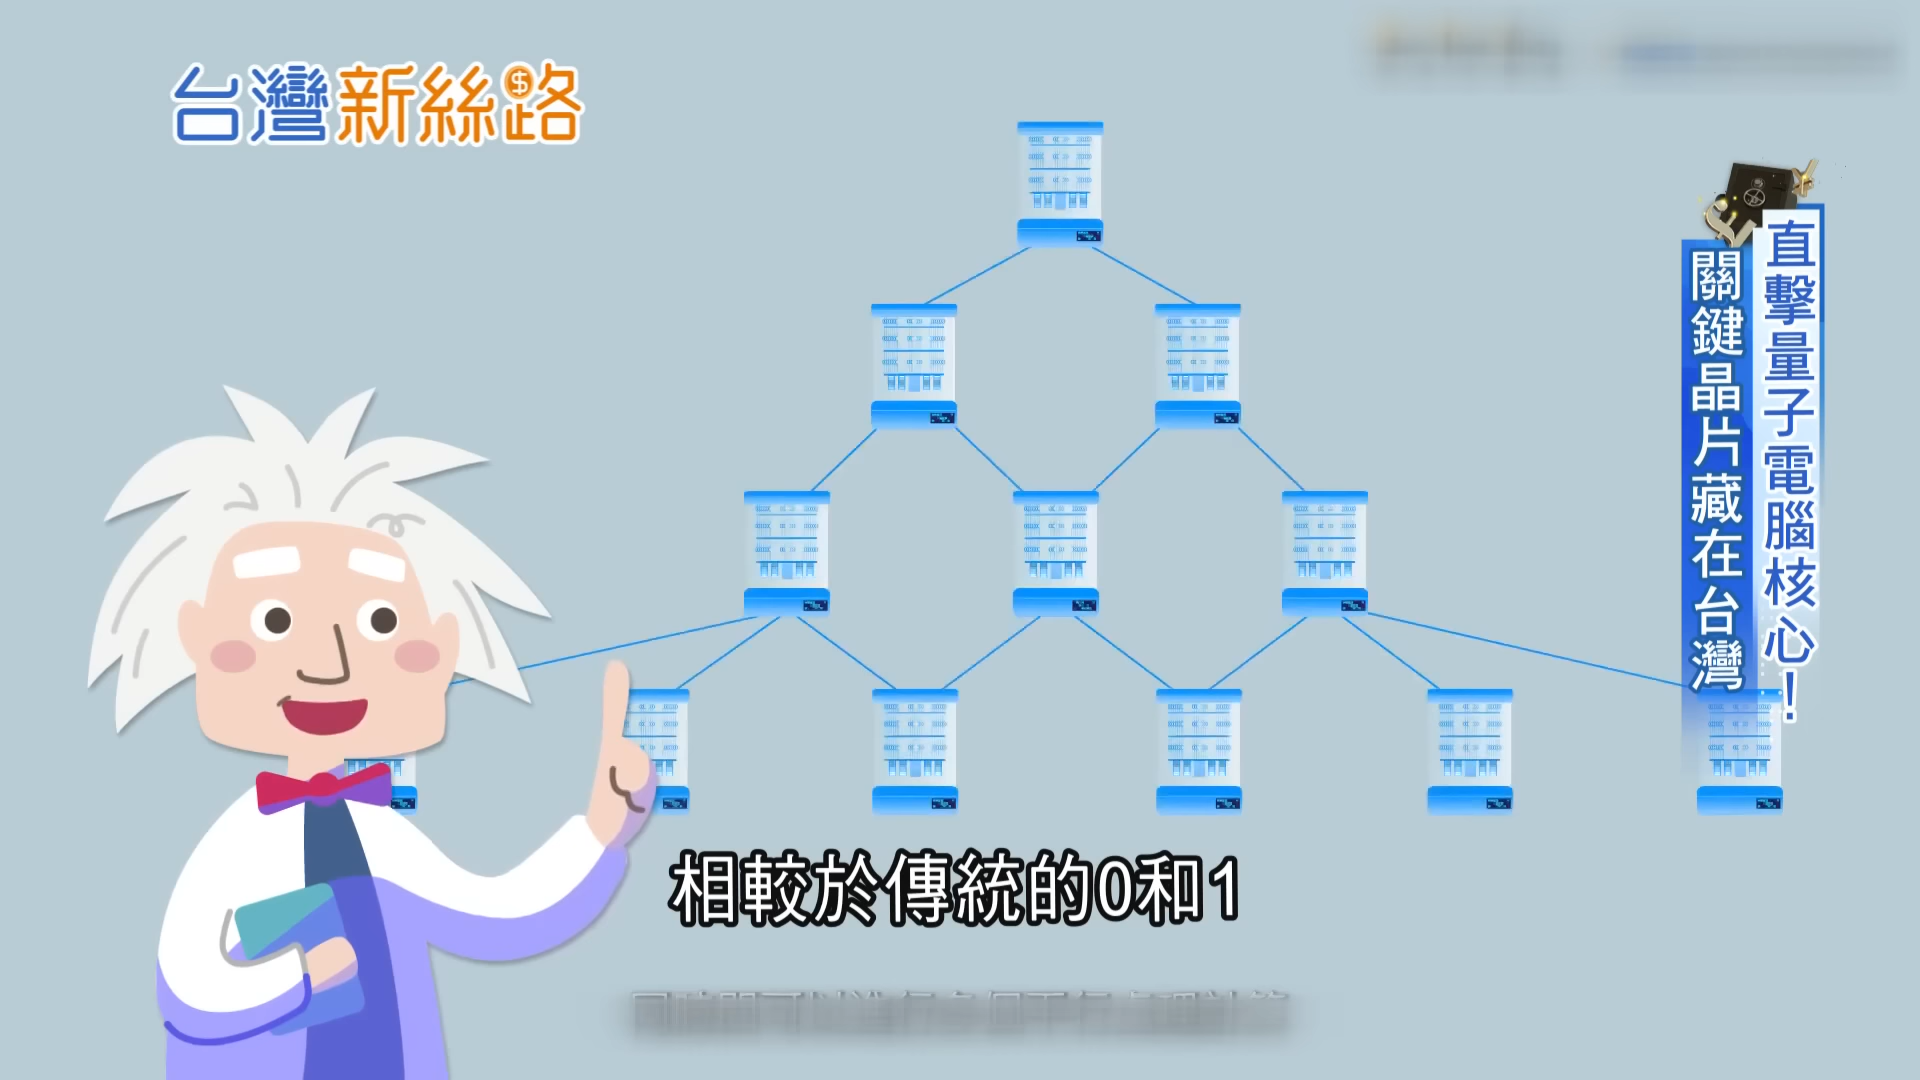 台灣新絲路
直擊量子電腦核心！
關鍵晶片藏在台灣
相較於傳統的0和1